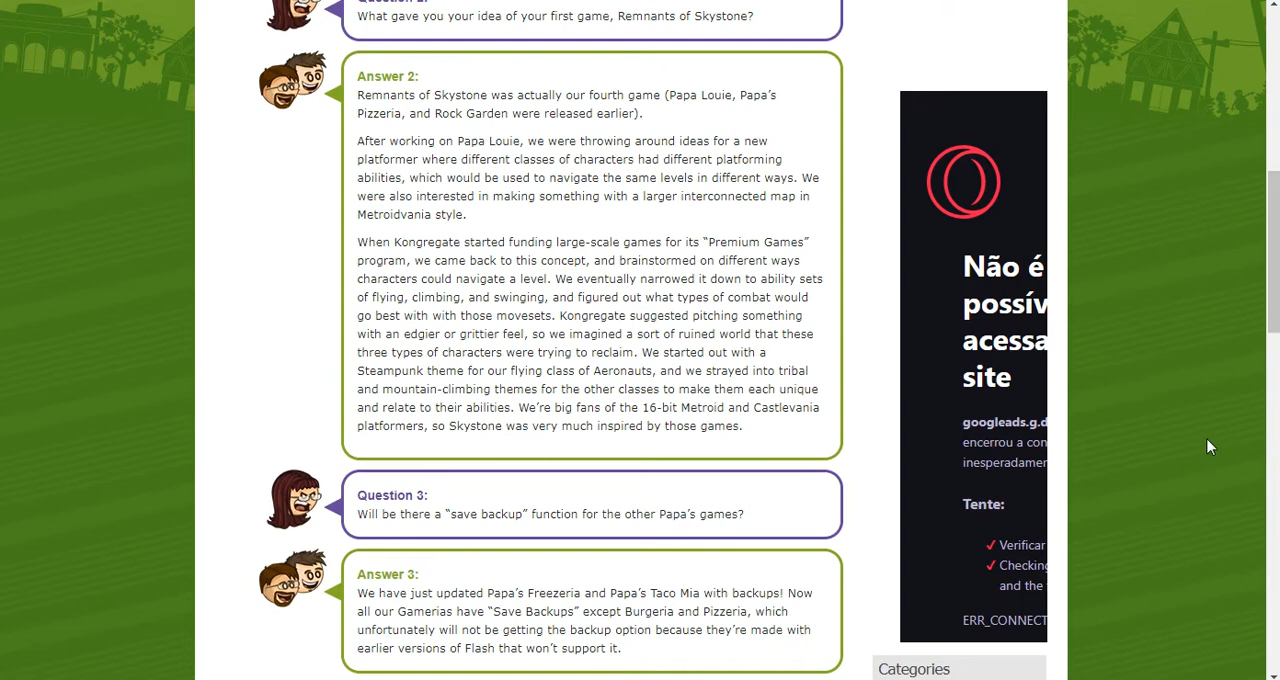 What gave you your idea of your first game, Remnants of Skystone?
Answer 2:
Remnants of Skystone was actually our fourth game (Papa Louie, Papa's
Pizzeria, and Rock Garden were released earlier).
After working on Papa Louie, we were throwing around ideas for a new
platformer where different classes of characters had different platforming
abilities, which would be used to navigate the same levels in different ways. We
were also interested in making something with a larger interconnected map in
Metroidvania style.
When Kongregate started funding large-scale games for its “Premium Games”
program, we came back to this concept, and brainstormed on different ways
characters could navigate a level. We eventually narrowed it down to ability sets
of flying, climbing, and swinging, and figured out what types of combat would
go best with with those movesets. Kongregate suggested pitching something
with an edgier or grittier feel, so we imagined a sort of ruined world that these
three types of characters were trying to reclaim. We started out with a
Steampunk theme for our flying class of Aeronauts, and we strayed into tribal
and mountain-climbing themes for the other classes to make them each unique
and relate to their abilities. We’re big fans of the 16-bit Metroid and Castlevania
platformers, so Skystone was very much inspired by those games.
Question 3:
Will be there a “save backup” function for the other Papa’s games?
Answer 3:
We have just updated Papa’s Freezeria and Papa’s Taco Mia with backups! Now
all our Gamerias have “Save Backups” except Burgeria and Pizzeria, which
unfortunately will not be getting the backup option because they’re made with
earlier versions of Flash that won’t support it.
Não é
possív
acessa
site
googleads.g.d
encerrou a con
inesperadamer
Tente:
Verificar
Checking
and the
ERR_CONNECT
Categories